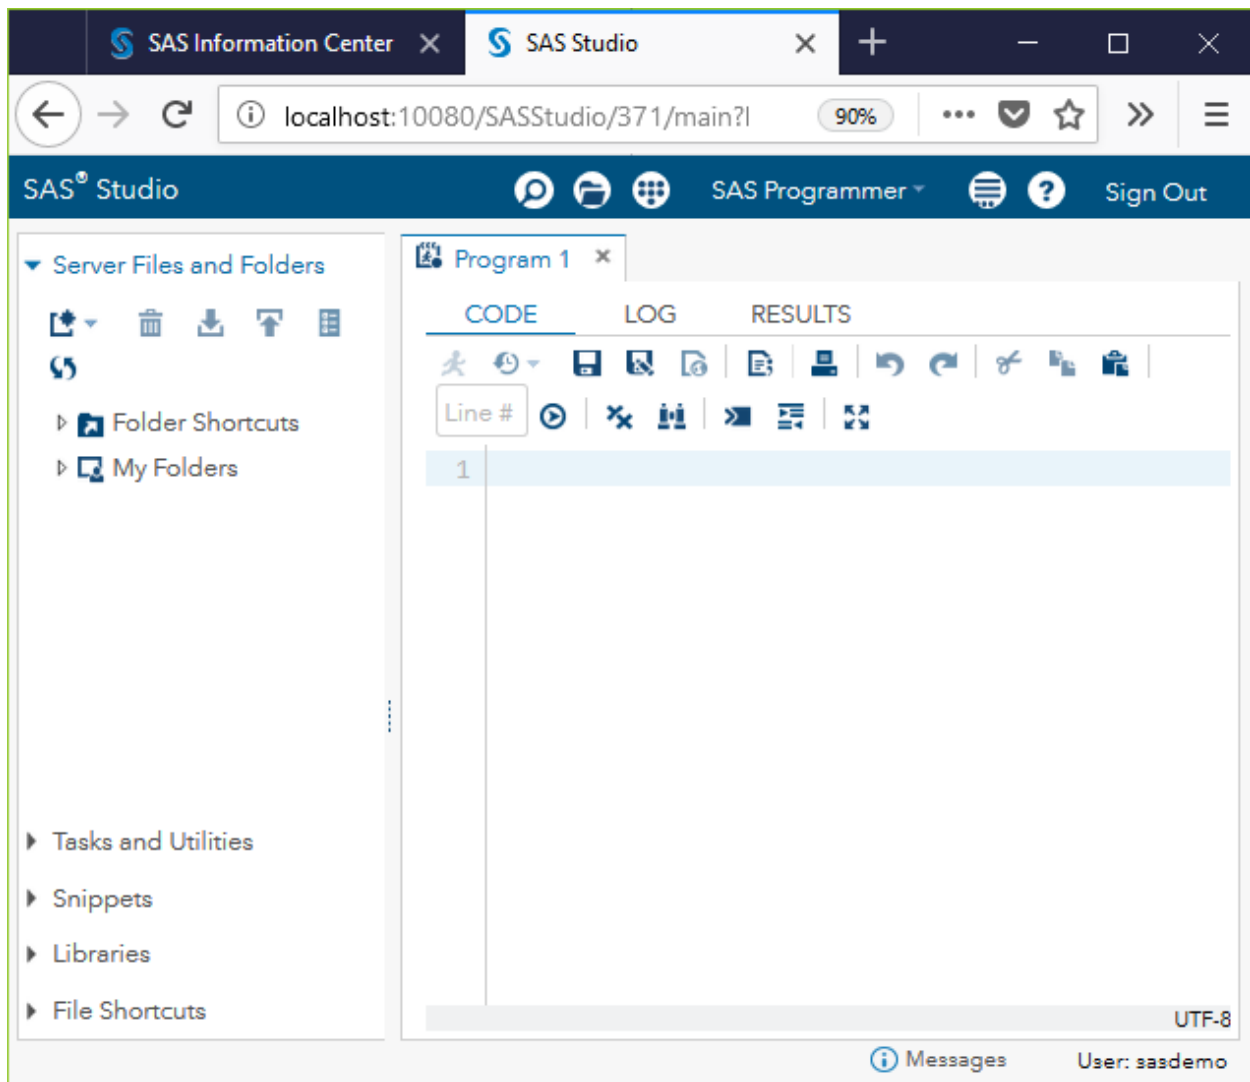 SAS Information Center
SAS Studio
localhost:10080/SASStudio/371/main?l
90%
SAS® Studio
SAS Programmer
?
Sign Out
Server Files and Folders
Folder Shortcuts
My Folders
Tasks and Utilities
Snippets
Libraries
File Shortcuts
Program 1
CODE LOG RESULTS
Line #
1
UTF-8
Messages
User: sasdemo